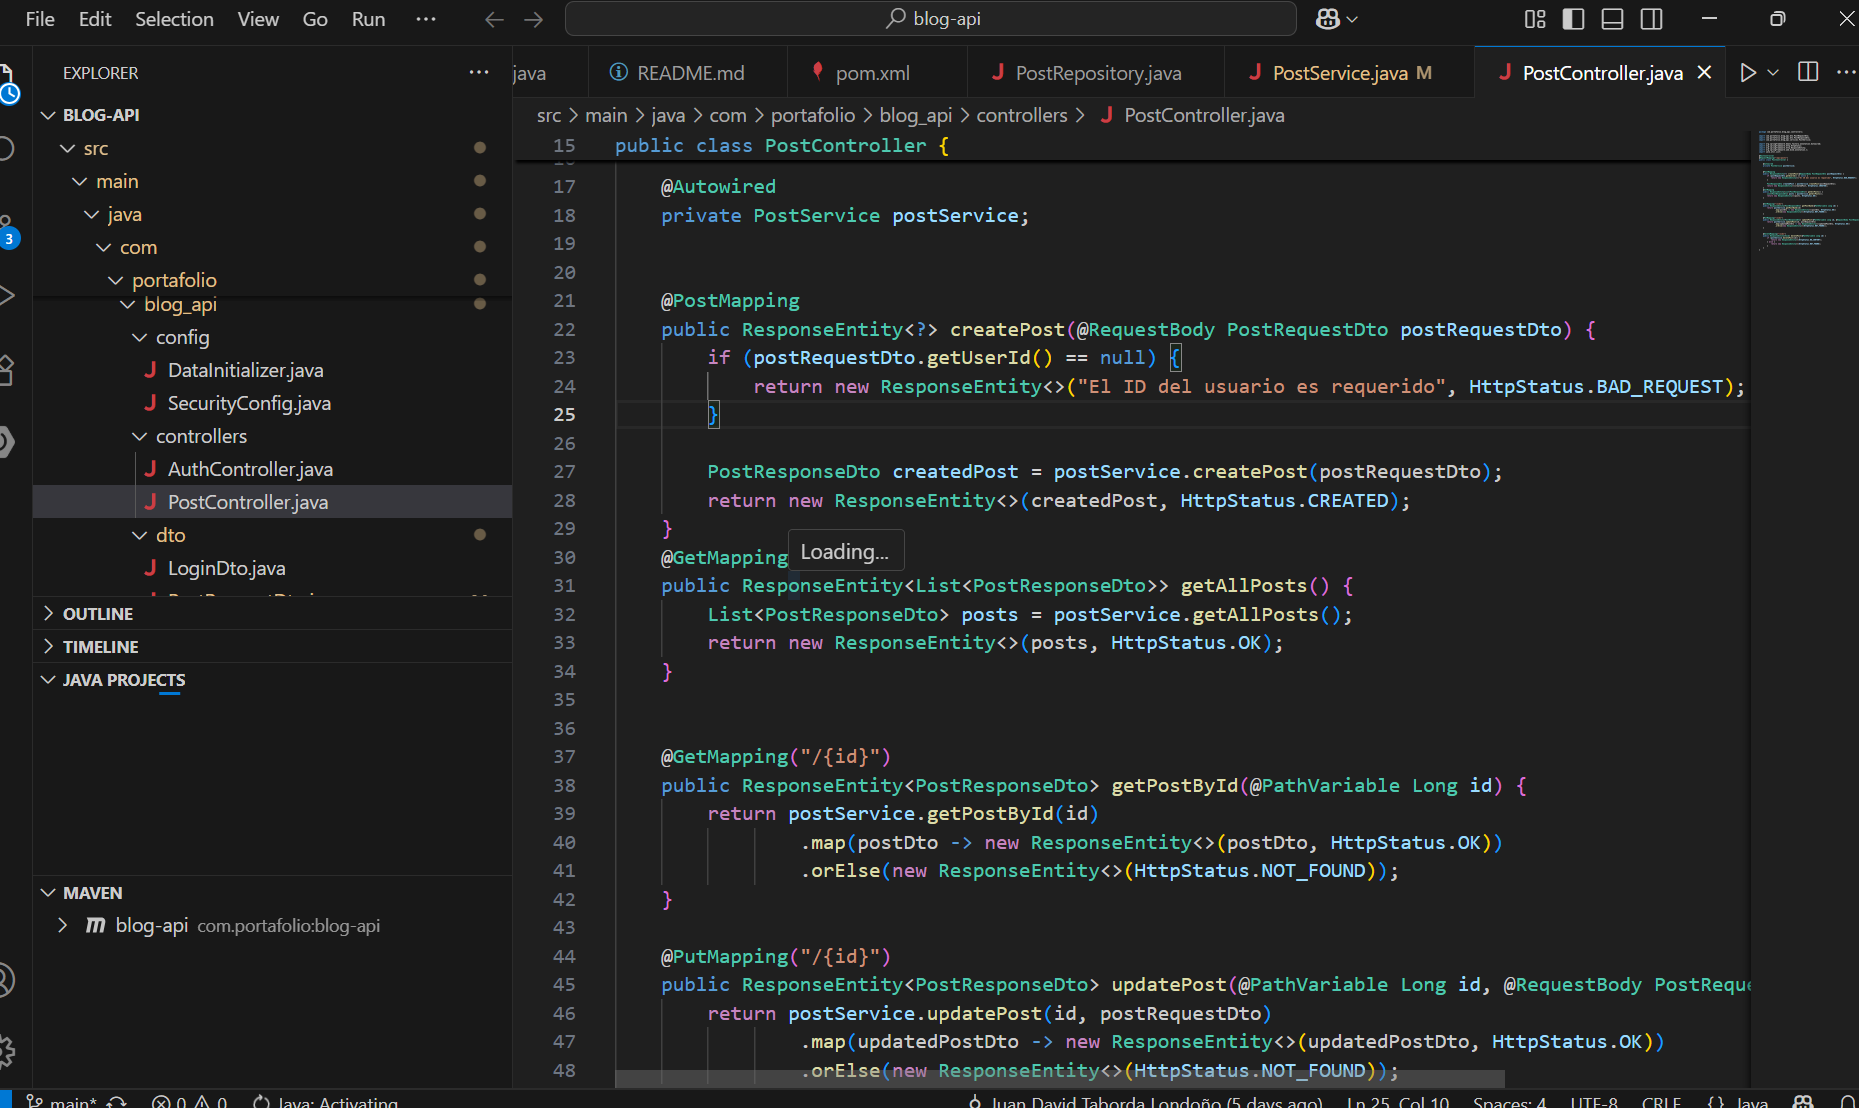 File Edit Selection View Go Run ··· blog-api
EXPLORER ···
java README.md pom.xml PostRepository.java PostService.java M PostController.java
src > main > java > com > portafolio > blog_api > controllers > PostController.java
BLOG-API
src
main
java
com
portafolio
blog_api
config
DataInitializer.java
SecurityConfig.java
controllers
AuthController.java
PostController.java
dto
LoginDto.java
OUTLINE
TIMELINE
JAVA PROJECTS
MAVEN
blog-api com.portafolio:blog-api
3
15 public class PostController {
17 @Autowired
18 private PostService postService;
19
20
21 @PostMapping
22 public ResponseEntity<?> createPost(@RequestBody PostRequestDto postRequestDto) {
23 if (postRequestDto.getUserId() == null) {
24 return new ResponseEntity<>("El ID del usuario es requerido", HttpStatus.BAD_REQUEST);
25 }
26
27 PostResponseDto createdPost = postService.createPost(postRequestDto);
28 return new ResponseEntity<>(createdPost, HttpStatus.CREATED);
29 }
30 @GetMapping
Loading...
31 public ResponseEntity<List<PostResponseDto>> getAllPosts() {
32 List<PostResponseDto> posts = postService.getAllPosts();
33 return new ResponseEntity<>(posts, HttpStatus.OK);
34 }
35
36
37 @GetMapping("/{id}")
38 public ResponseEntity<PostResponseDto> getPostById(@PathVariable Long id) {
39 return postService.getPostById(id)
40 .map(postDto -> new ResponseEntity<>(postDto, HttpStatus.OK))
41 .orElse(new ResponseEntity<>(HttpStatus.NOT_FOUND));
42 }
43
44 @PutMapping("/{id}")
45 public ResponseEntity<PostResponseDto> updatePost(@PathVariable Long id, @RequestBody PostReque
46 return postService.updatePost(id, postRequestDto)
47 .map(updatedPostDto -> new ResponseEntity<>(updatedPostDto, HttpStatus.OK))
48 .orElse(new ResponseEntity<>(HttpStatus.NOT_FOUND));
main* 0 0 Java: Activating Juan David Taborda Londoño (5 days ago) Ln 25, Col 10 Spaces: 4 UTF-8 CRLF {} Java